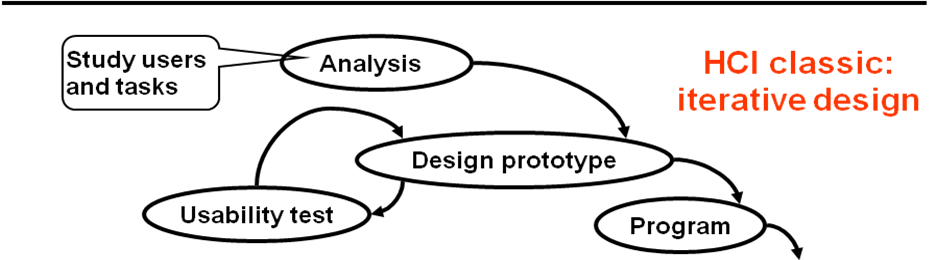 Study users
and tasks
Analysis
HCI classic:
iterative design
Design prototype
Usability test
Program